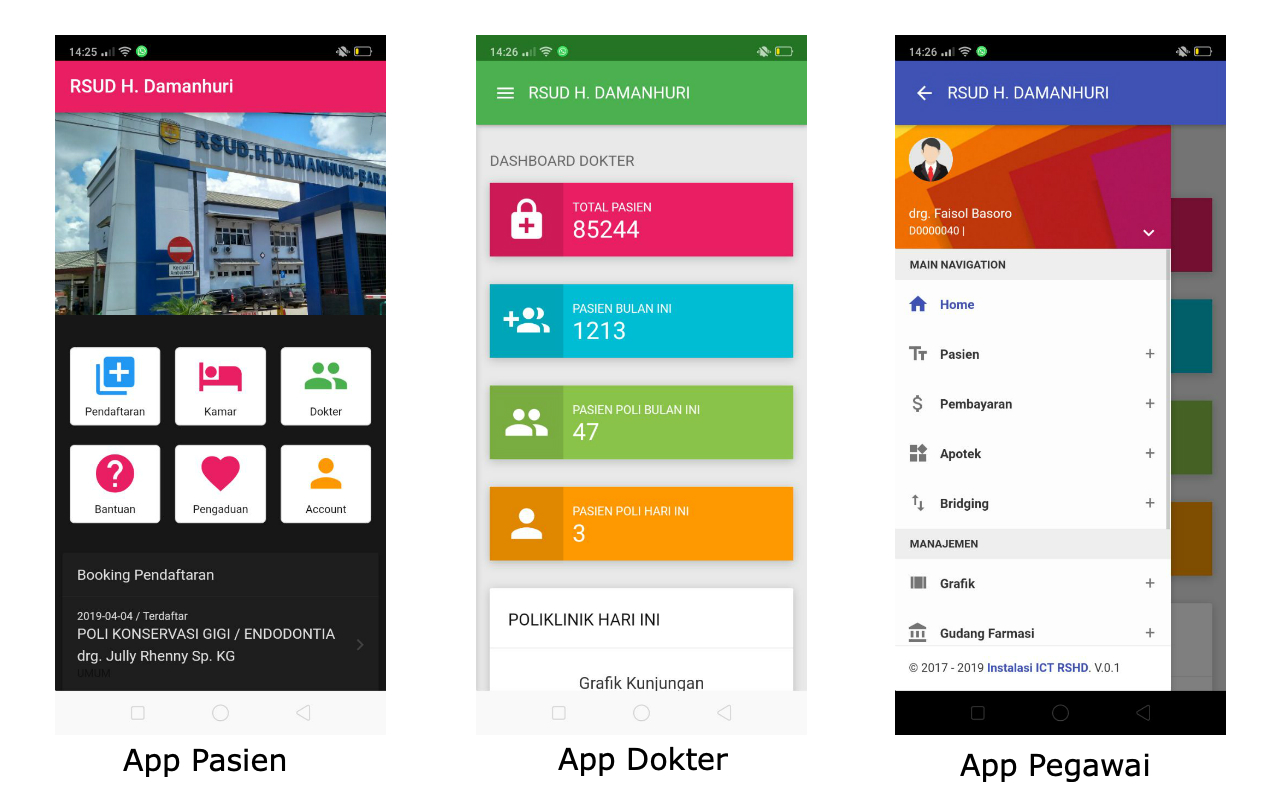 14:25
RSUD H. Damanhuri
RSUD.H.DAMANHURI-BARA
Kecuali
Pendaftaran
Kamar
Dokter
Bantuan
Pengaduan
Account
Booking Pendaftaran
2019-04-04 / Terdaftar
POLI KONSERVASI GIGI / ENDODONTIA
drg. Jully Rhenny Sp. KG
UMUM
App Pasien
14:26
RSUD H. DAMANHURI
DASHBOARD DOKTER
TOTAL PASIEN
85244
PASIEN BULAN INI
1213
PASIEN POLI BULAN INI
47
PASIEN POLI HARI INI
3
POLIKLINIK HARI INI
Grafik Kunjungan
App Dokter
14:26
RSUD H. DAMANHURI
drg. Faisol Basoro
D0000040 |
MAIN NAVIGATION
Home
Pasien +
Pembayaran +
Apotek +
Bridging +
MANAJEMEN
Grafik +
Gudang Farmasi +
© 2017 - 2019 Instalasi ICT RSHD. V.0.1
App Pegawai